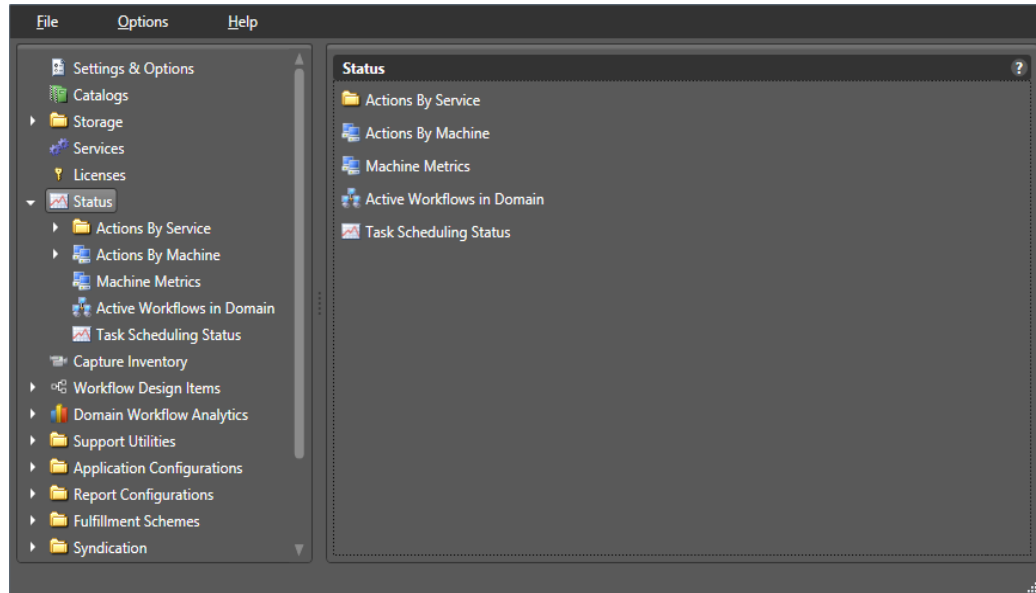 File Options Help
Settings & Options
Catalogs
Storage
Services
Licenses
Status
Actions By Service
Actions By Machine
Machine Metrics
Active Workflows in Domain
Task Scheduling Status
Capture Inventory
Workflow Design Items
Domain Workflow Analytics
Support Utilities
Application Configurations
Report Configurations
Fulfillment Schemes
Syndication
Status ?
Actions By Service
Actions By Machine
Machine Metrics
Active Workflows in Domain
Task Scheduling Status